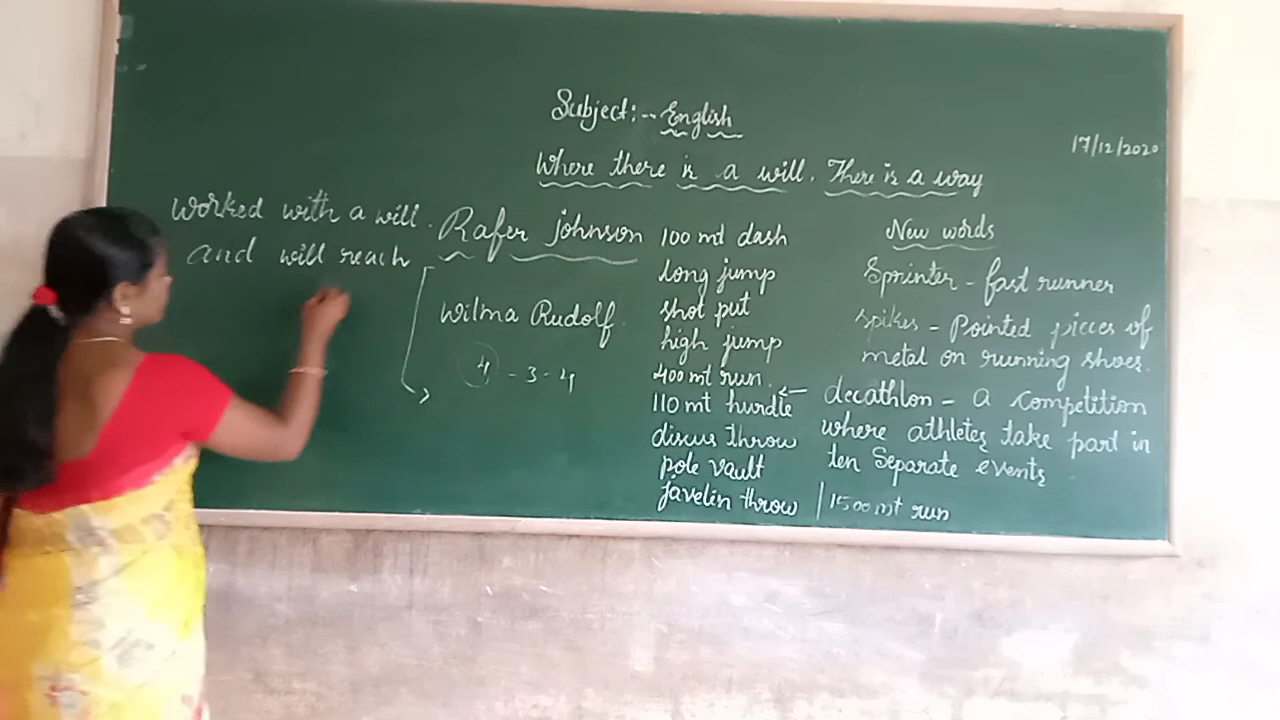 Subject:-- English
17/12/2020
Where there is a will. There is a way
worked with a will.
and will reach
Rafer johnson
Wilma Rudolf.
4 - 3 - 4
100 mt dash
long jump
shot put
high jump
400 mt run.
110 mt hurdle
discus throw
pole vault
javelin throw | 1500 mt run
New words
Sprinter - fast runner
spikes - Pointed pieces of
metal on running shoes.
decathlon - a competition
where athletes take part in
ten Separate events